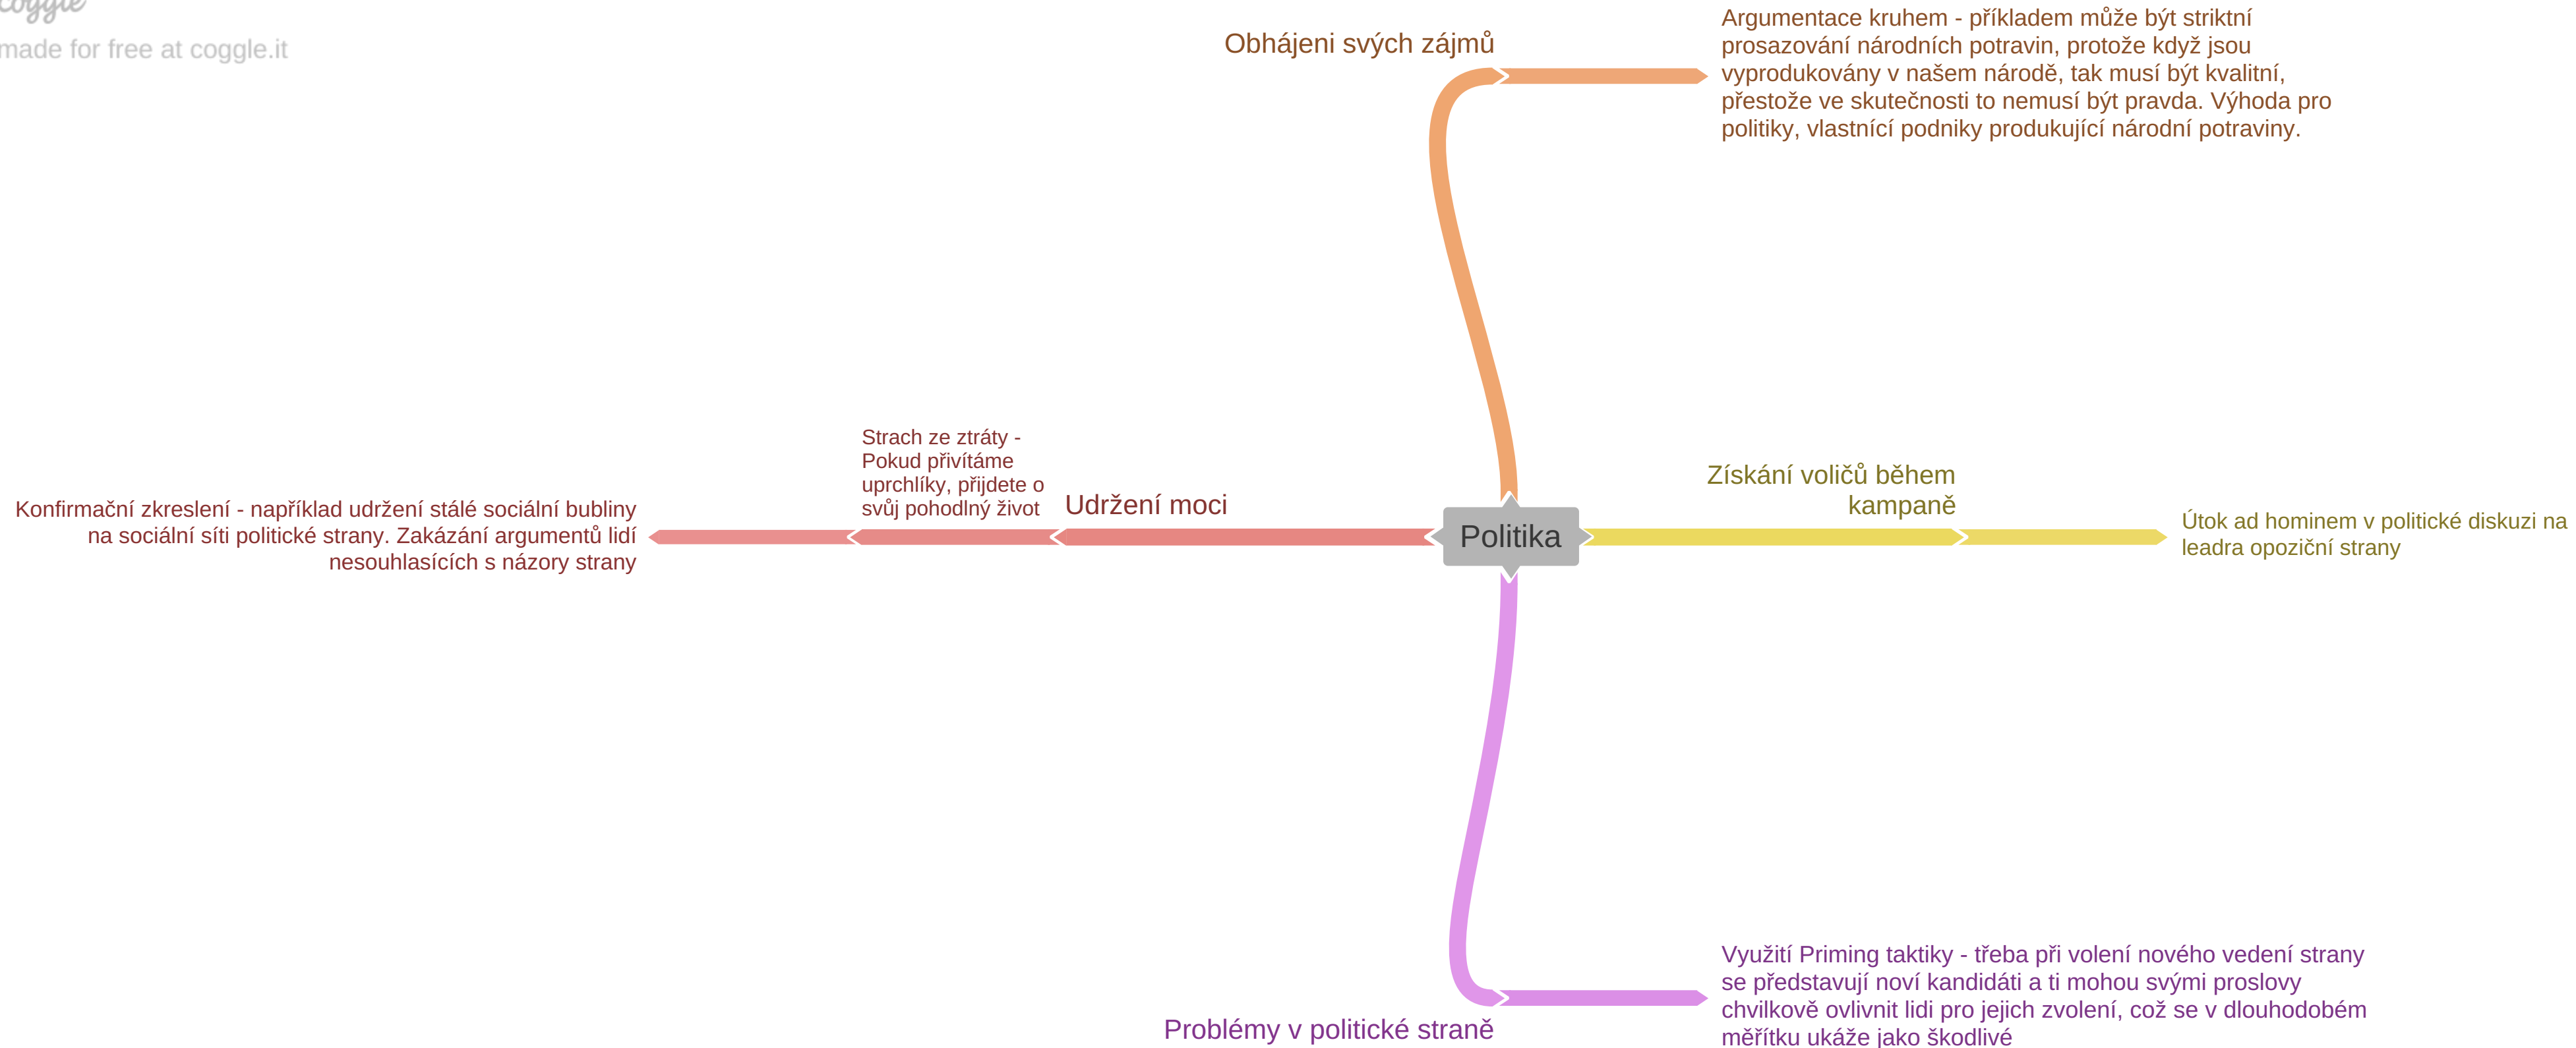 coggle
made for free at coggle.it
Obhájeni svých zájmů
Argumentace kruhem - příkladem může být striktní
prosazování národních potravin, protože když jsou
vyprodukovány v našem národě, tak musí být kvalitní,
přestože ve skutečnosti to nemusí být pravda. Výhoda pro
politiky, vlastnící podniky produkující národní potraviny.
Strach ze ztráty -
Pokud přivítáme
uprchlíky, přijdete o
svůj pohodlný život
Udržení moci
Konfirmační zkreslení - například udržení stálé sociální bubliny
na sociální síti politické strany. Zakázání argumentů lidí
nesouhlasících s názory strany
Politika
Získání voličů během
kampaně
Útok ad hominem v politické diskuzi na
leadra opoziční strany
Problémy v politické straně
Využití Priming taktiky - třeba při volení nového vedení strany
se představují noví kandidáti a ti mohou svými proslovy
chvilkově ovlivnit lidi pro jejich zvolení, což se v dlouhodobém
měřítku ukáže jako škodlivé